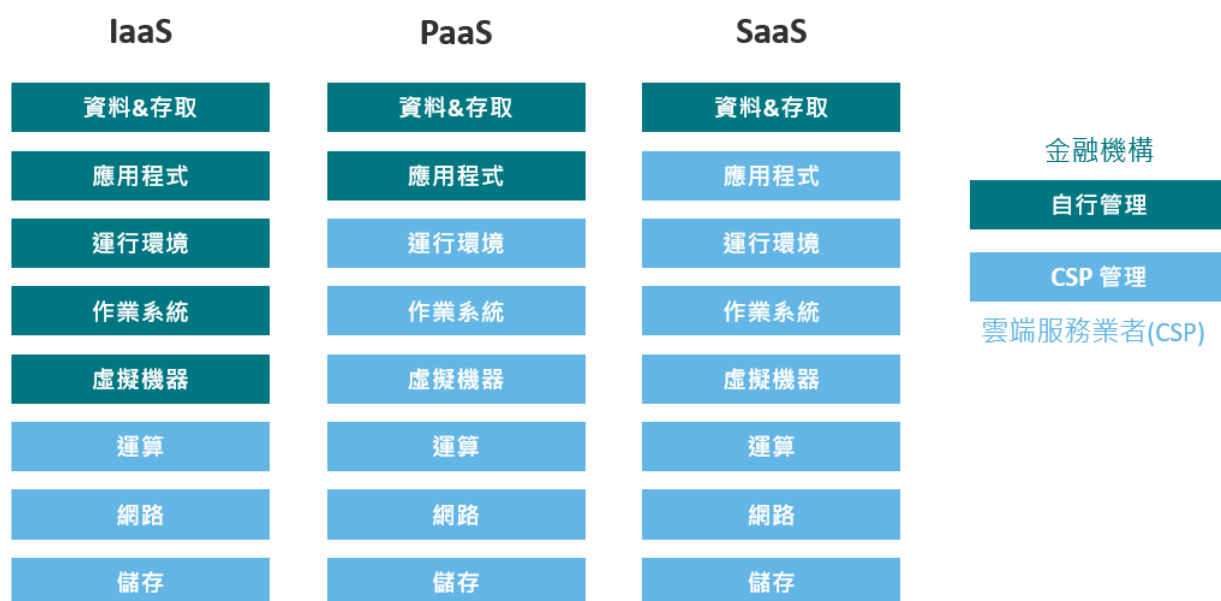 IaaS
PaaS
SaaS
資料&存取
資料&存取
資料&存取
應用程式
應用程式
應用程式
運行環境
運行環境
運行環境
作業系統
作業系統
作業系統
虛擬機器
虛擬機器
虛擬機器
運算
運算
運算
網路
網路
網路
儲存
儲存
儲存
金融機構
自行管理
CSP 管理
雲端服務業者(CSP)